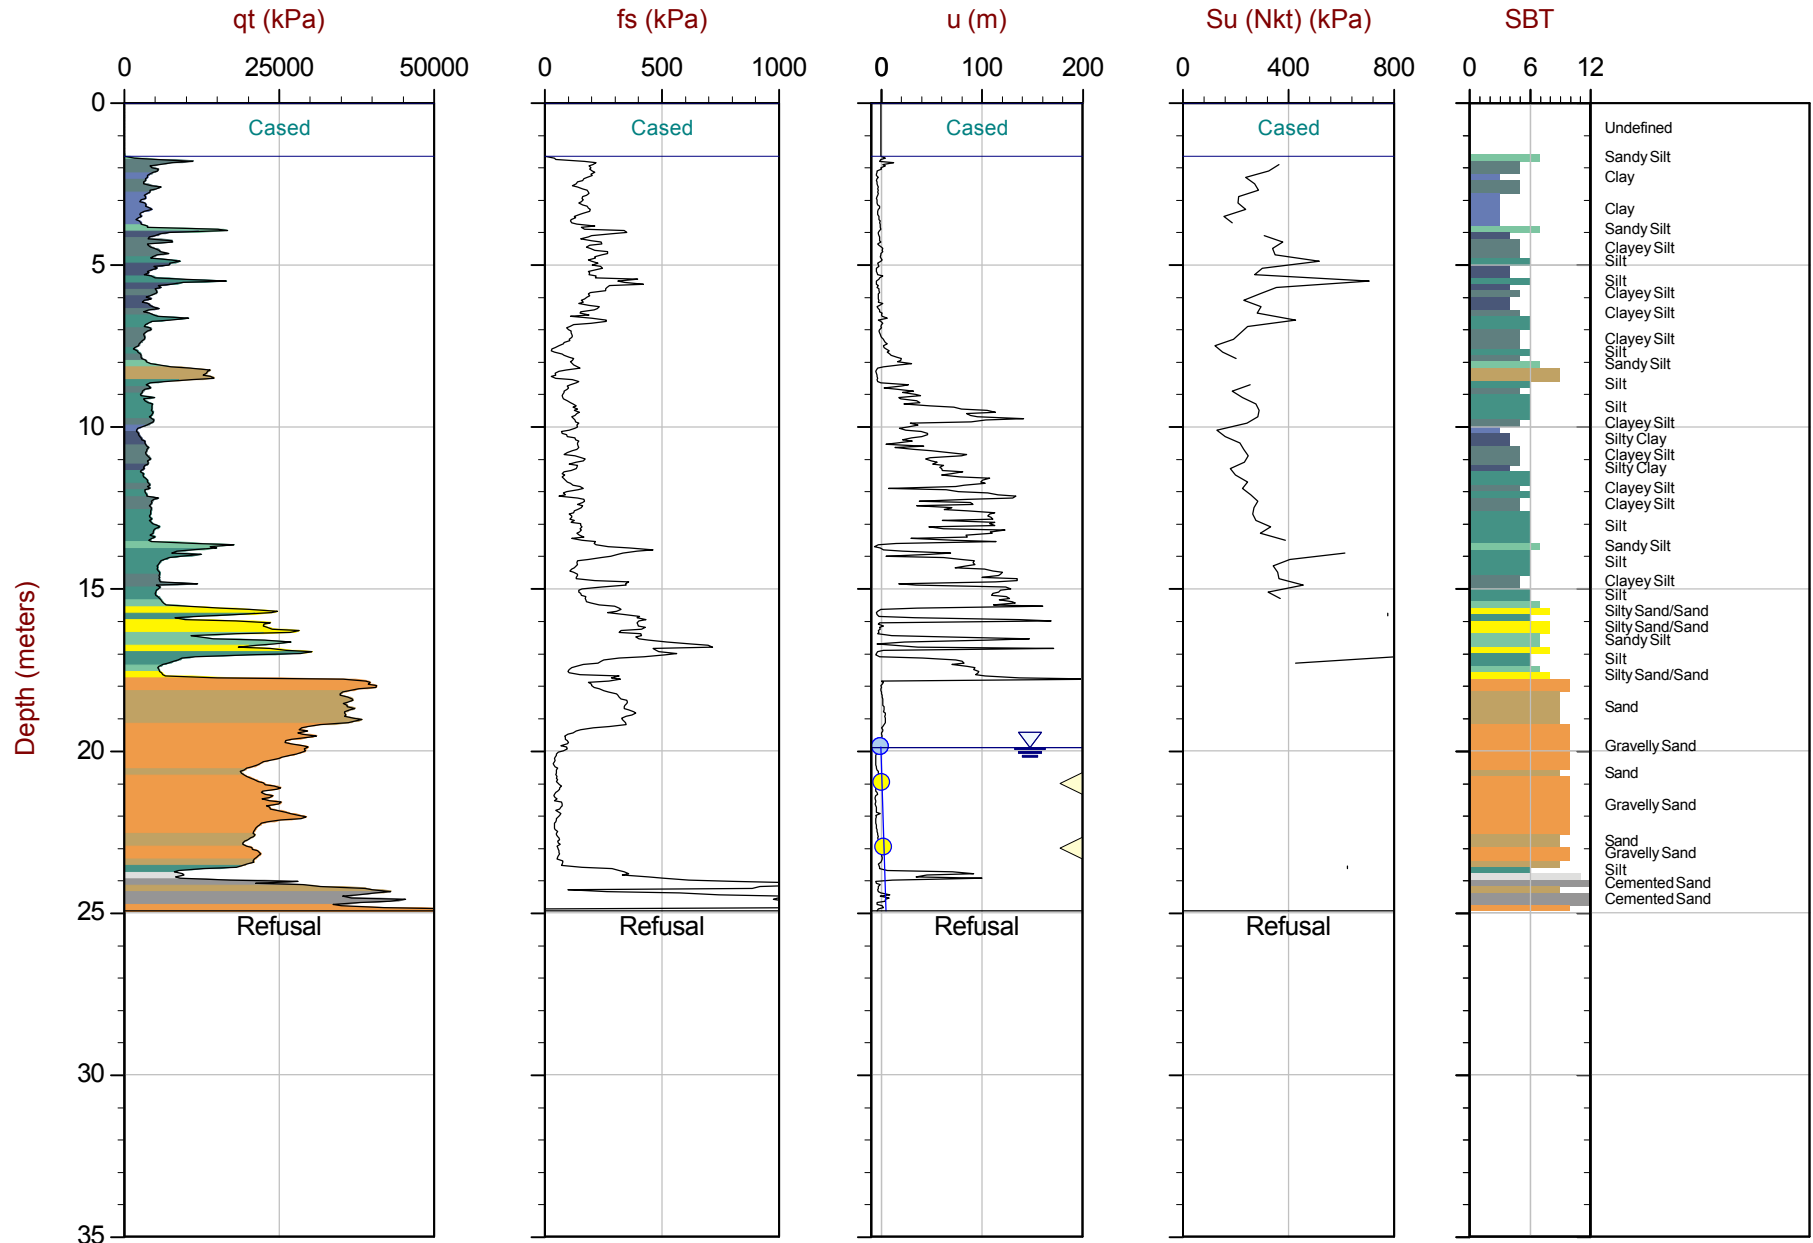 qt (kPa) fs (kPa) u (m) Su (Nkt) (kPa) SBT
0 25000 50000 0 500 1000 0 100 200 0 400 800 0 6 12
0
Cased Cased Cased Cased
Undefined
Sandy Silt
Clay
Clay
Sandy Silt
Clayey Silt
Silt
5
Silt
Clayey Silt
Clayey Silt
Clayey Silt
Silt
Sandy Silt
Silt
Silt
Clayey Silt
10
Silty Clay
Clayey Silt
Silty Clay
Clayey Silt
Clayey Silt
Silt
Sandy Silt
Silt
Clayey Silt
15
Silt
Silty Sand/Sand
Silty Sand/Sand
Sandy Silt
Silt
Silty Sand/Sand
Depth (meters)
Sand
Gravelly Sand
20
Sand
Gravelly Sand
Sand
Gravelly Sand
Silt
Cemented Sand
Cemented Sand
25
Refusal Refusal Refusal Refusal
30
35